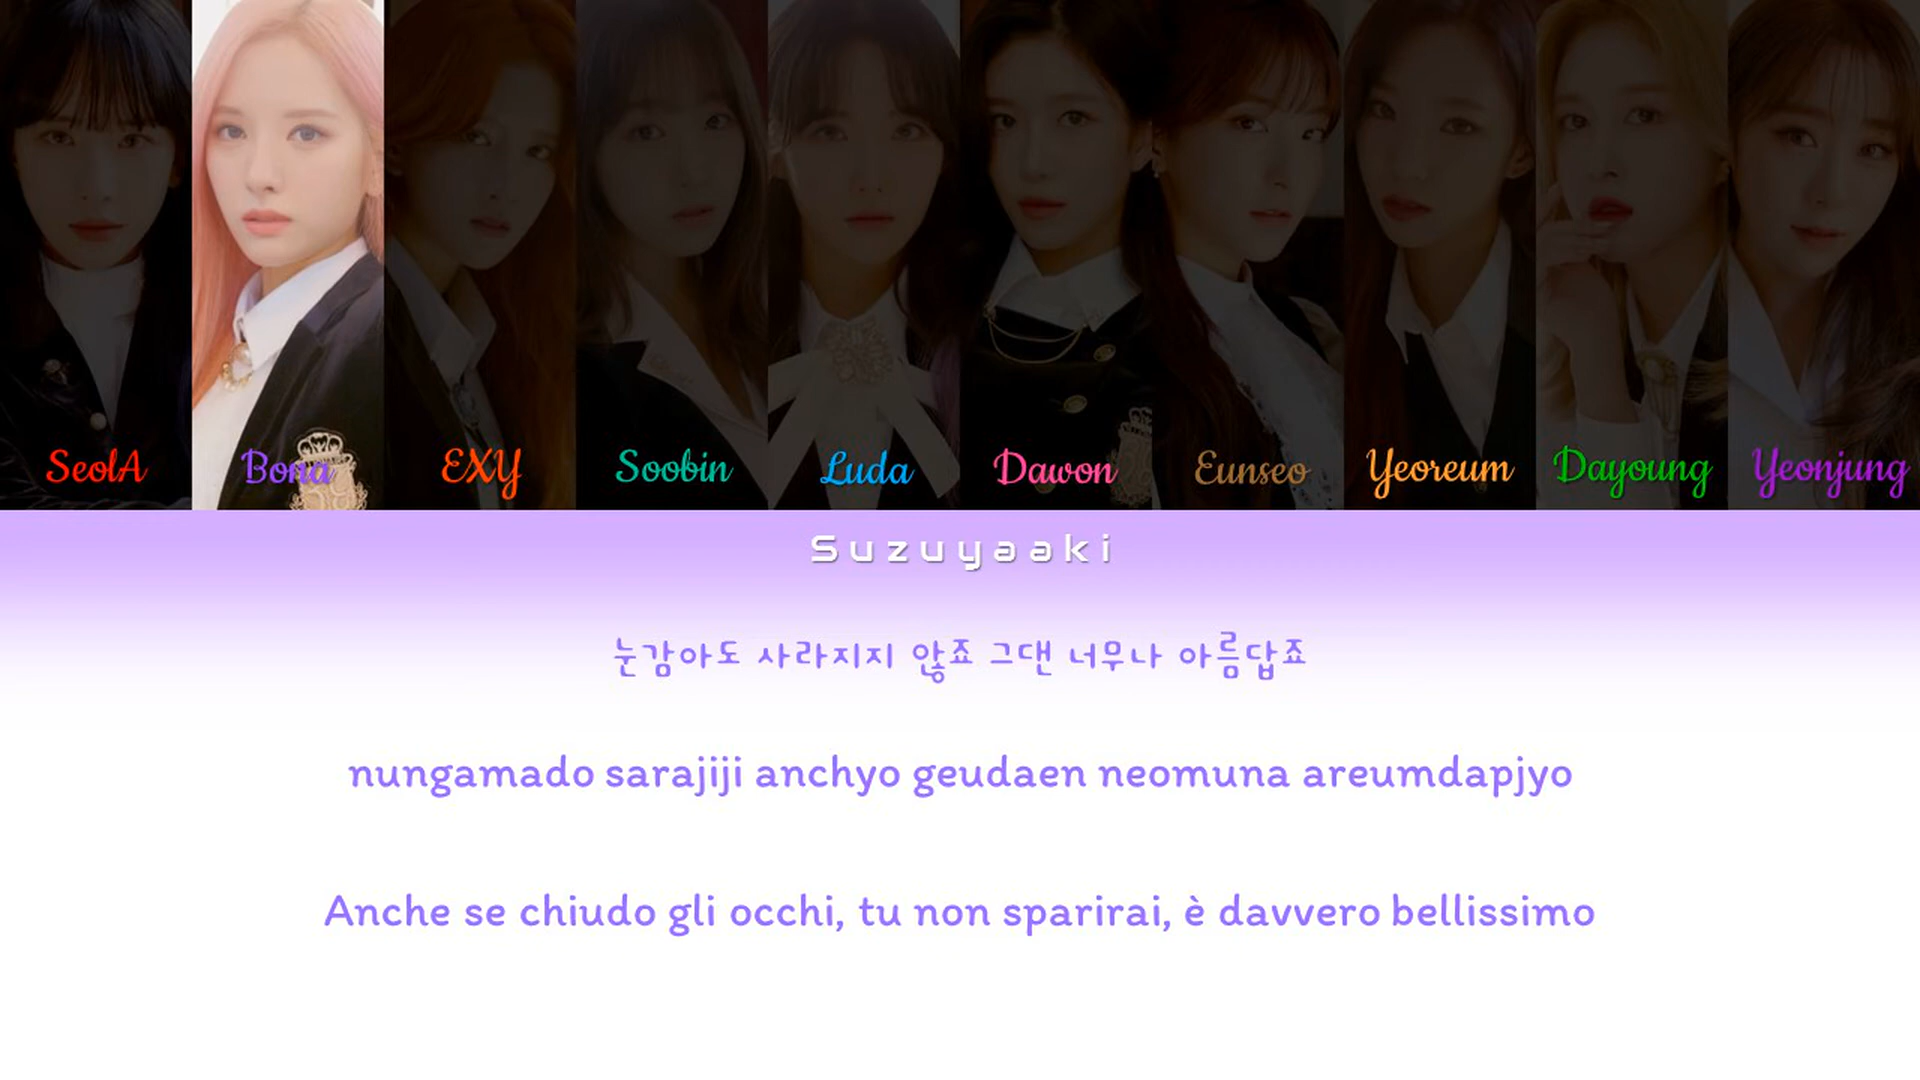 SeolA Bona EXY Soobin Luda Dawon Eunseo Yeoreum Dayoung Yeonjung
Suzuyaaki
눈감아도 사라지지 않죠 그댄 너무나 아름답죠
nungamado sarajiji anchyo geudaen neomuna areumdapjyo
Anche se chiudo gli occhi, tu non sparirai, è davvero bellissimo